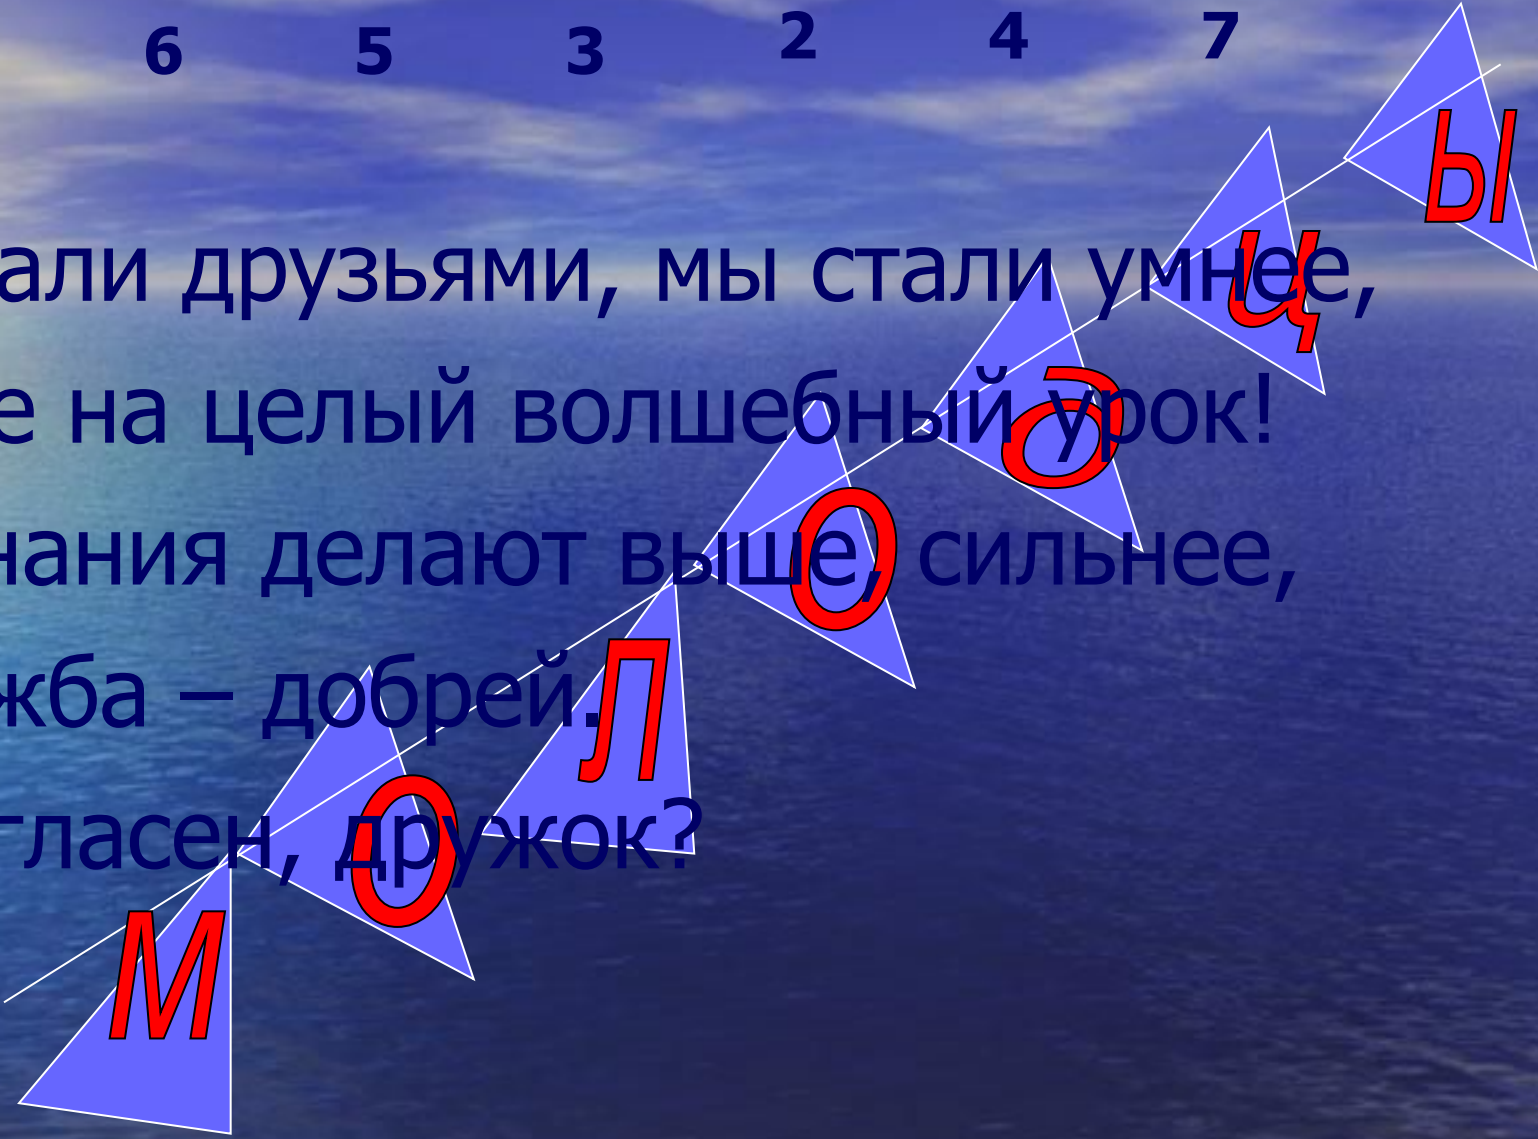 6 5 3 2 4 7
али друзьями, мы стали умнее,
е на целый волшебный урок!
нания делают выше, сильнее,
жба – добрей.
гласен, дружок?
молодцы